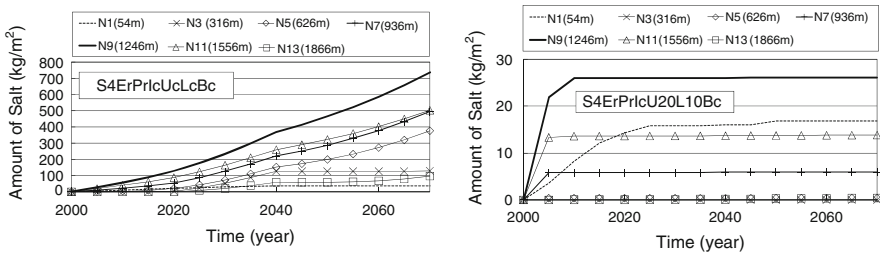 N1(54m) N3 (316m) N5 (626m) N7(936m)
N9 (1246m) N11(1556m) N13 (1866m)
Amount of Salt (kg/m²)
800
700
600
500
400
300
200
100
0
S4ErPrIcUcLcBc
2000 2020 2040 2060
Time (year)
N1(54m) N3(316m) N5(626m) N7(936m)
N9(1246m) N11(1556m) N13(1866m)
Amount of Salt (kg/m²)
30
20
10
0
S4ErPrIcU20L10Bc
2000 2020 2040 2060
Time (year)